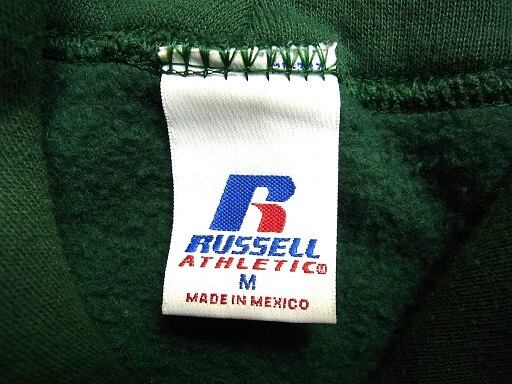 R
RUSSELL
ATHLETIC
M
MADE IN MEXICO